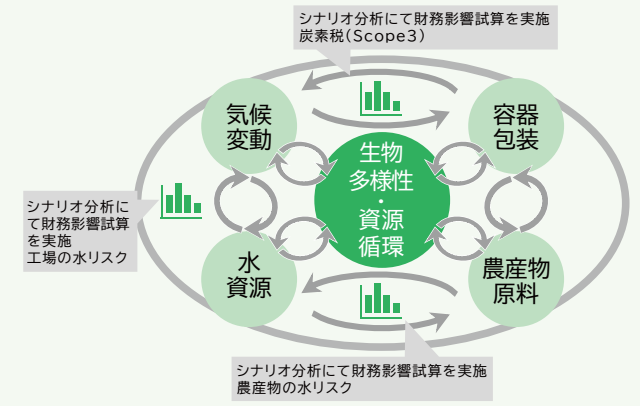 シナリオ分析にて財務影響試算を実施
炭素税(Scope3)
気候
変動
容器
包装
生物
多様性
・
資源
循環
シナリオ分析に
て財務影響試算
を実施
工場の水リスク
水
資源
農産物
原料
シナリオ分析にて財務影響試算を実施
農産物の水リスク